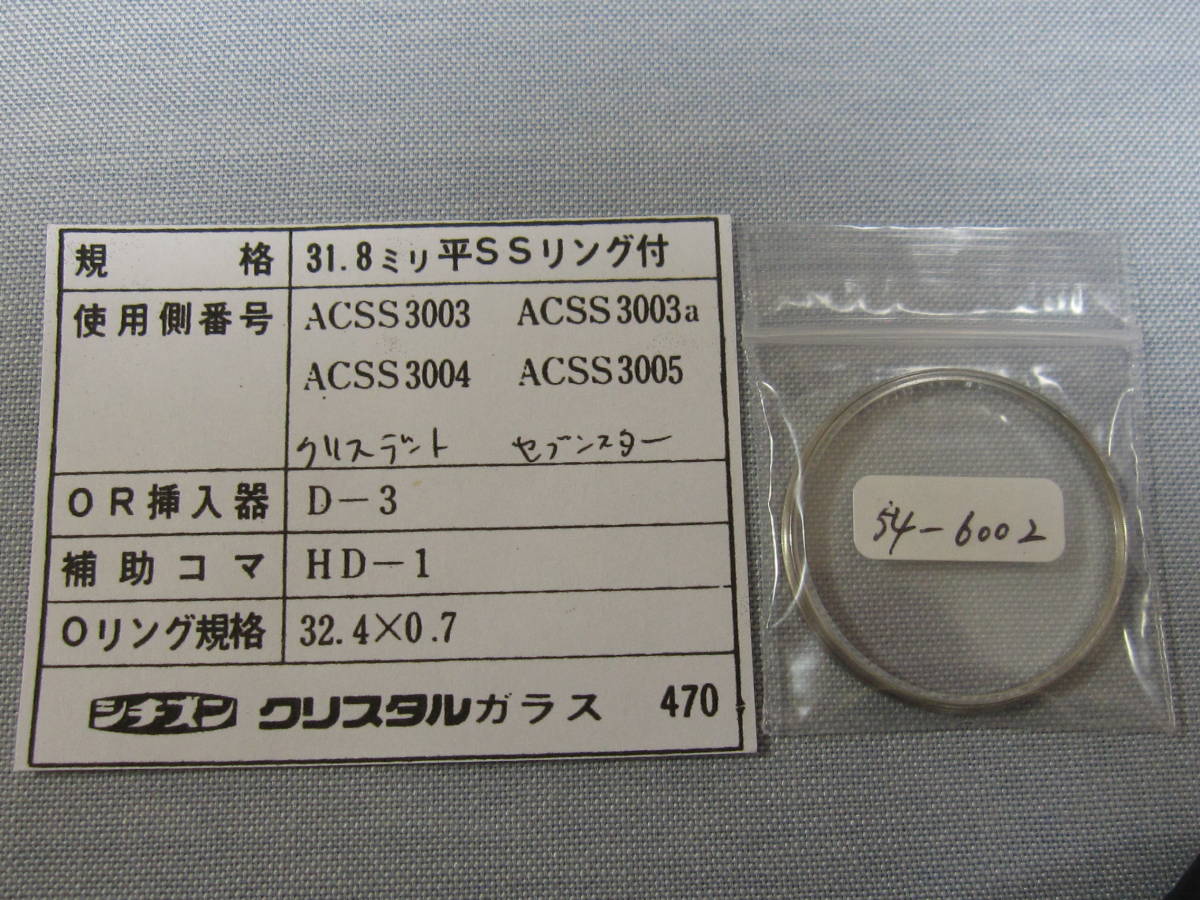 規格 31.8ミリ平SSリング付
使用側番号 ACSS3003 ACSS3003a
ACSS3004 ACSS3005
クリスデント セブンスター
OR挿入器 D-3
補助コマ HD-1
Oリング規格 32.4×0.7
シチズン クリスタルガラス 470
54-6002